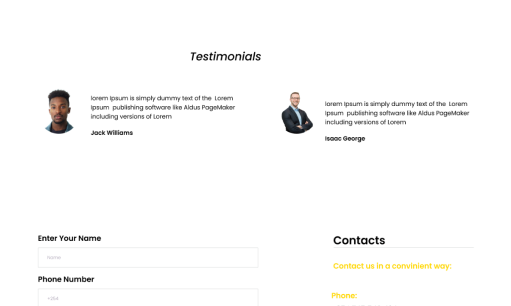 Testimonials
lorem Ipsum is simply dummy text of the Lorem
Ipsum publishing software like Aldus PageMaker
including versions of Lorem
Jack Williams
lorem Ipsum is simply dummy text of the Lorem
Ipsum publishing software like Aldus PageMaker
including versions of Lorem
Isaac George
Enter Your Name
Name
Phone Number
Contacts
Contact us in a convinient way:
Phone: